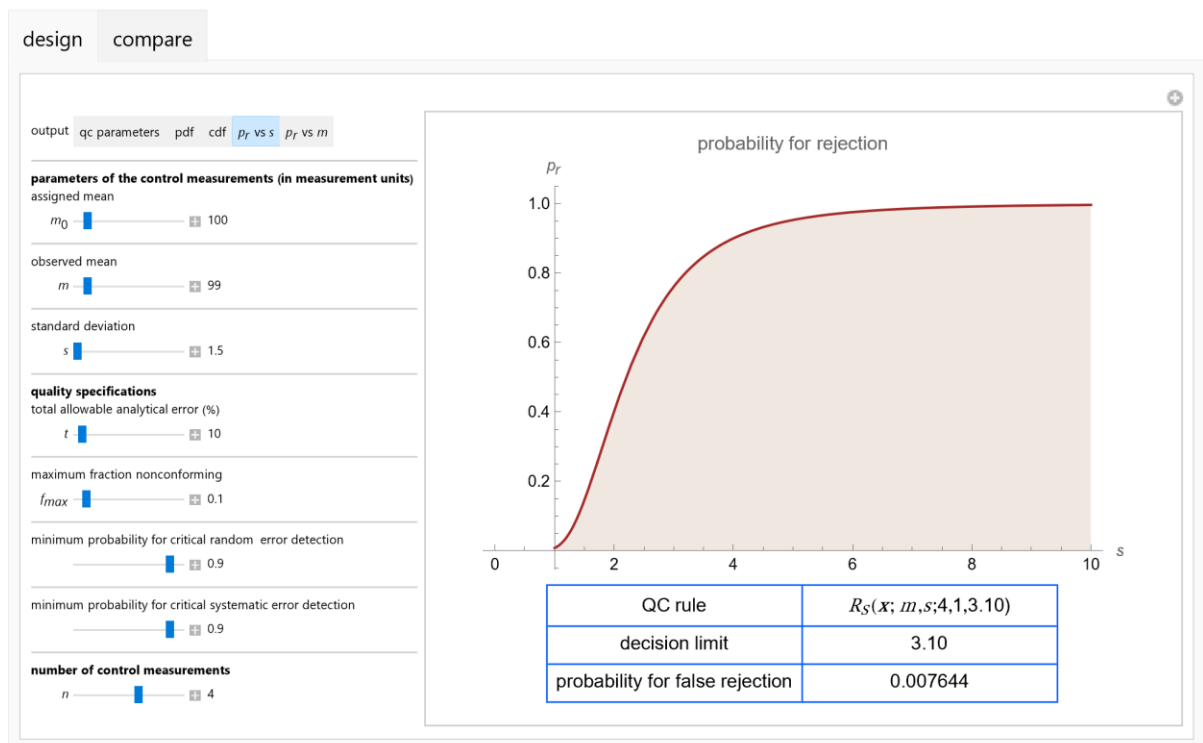 design compare
output qc parameters pdf cdf pr vs s pr vs m
parameters of the control measurements (in measurement units)
assigned mean
m0 100
observed mean
m 99
standard deviation
s 1.5
quality specifications
total allowable analytical error (%)
t 10
maximum fraction nonconforming
fmax 0.1
minimum probability for critical random error detection
0.9
minimum probability for critical systematic error detection
0.9
number of control measurements
n 4
probability for rejection
pr
1.0
0.8
0.6
0.4
0.2
0 2 4 6 8 10 s
QC rule RS(x; m,s;4,1,3.10)
decision limit 3.10
probability for false rejection 0.007644